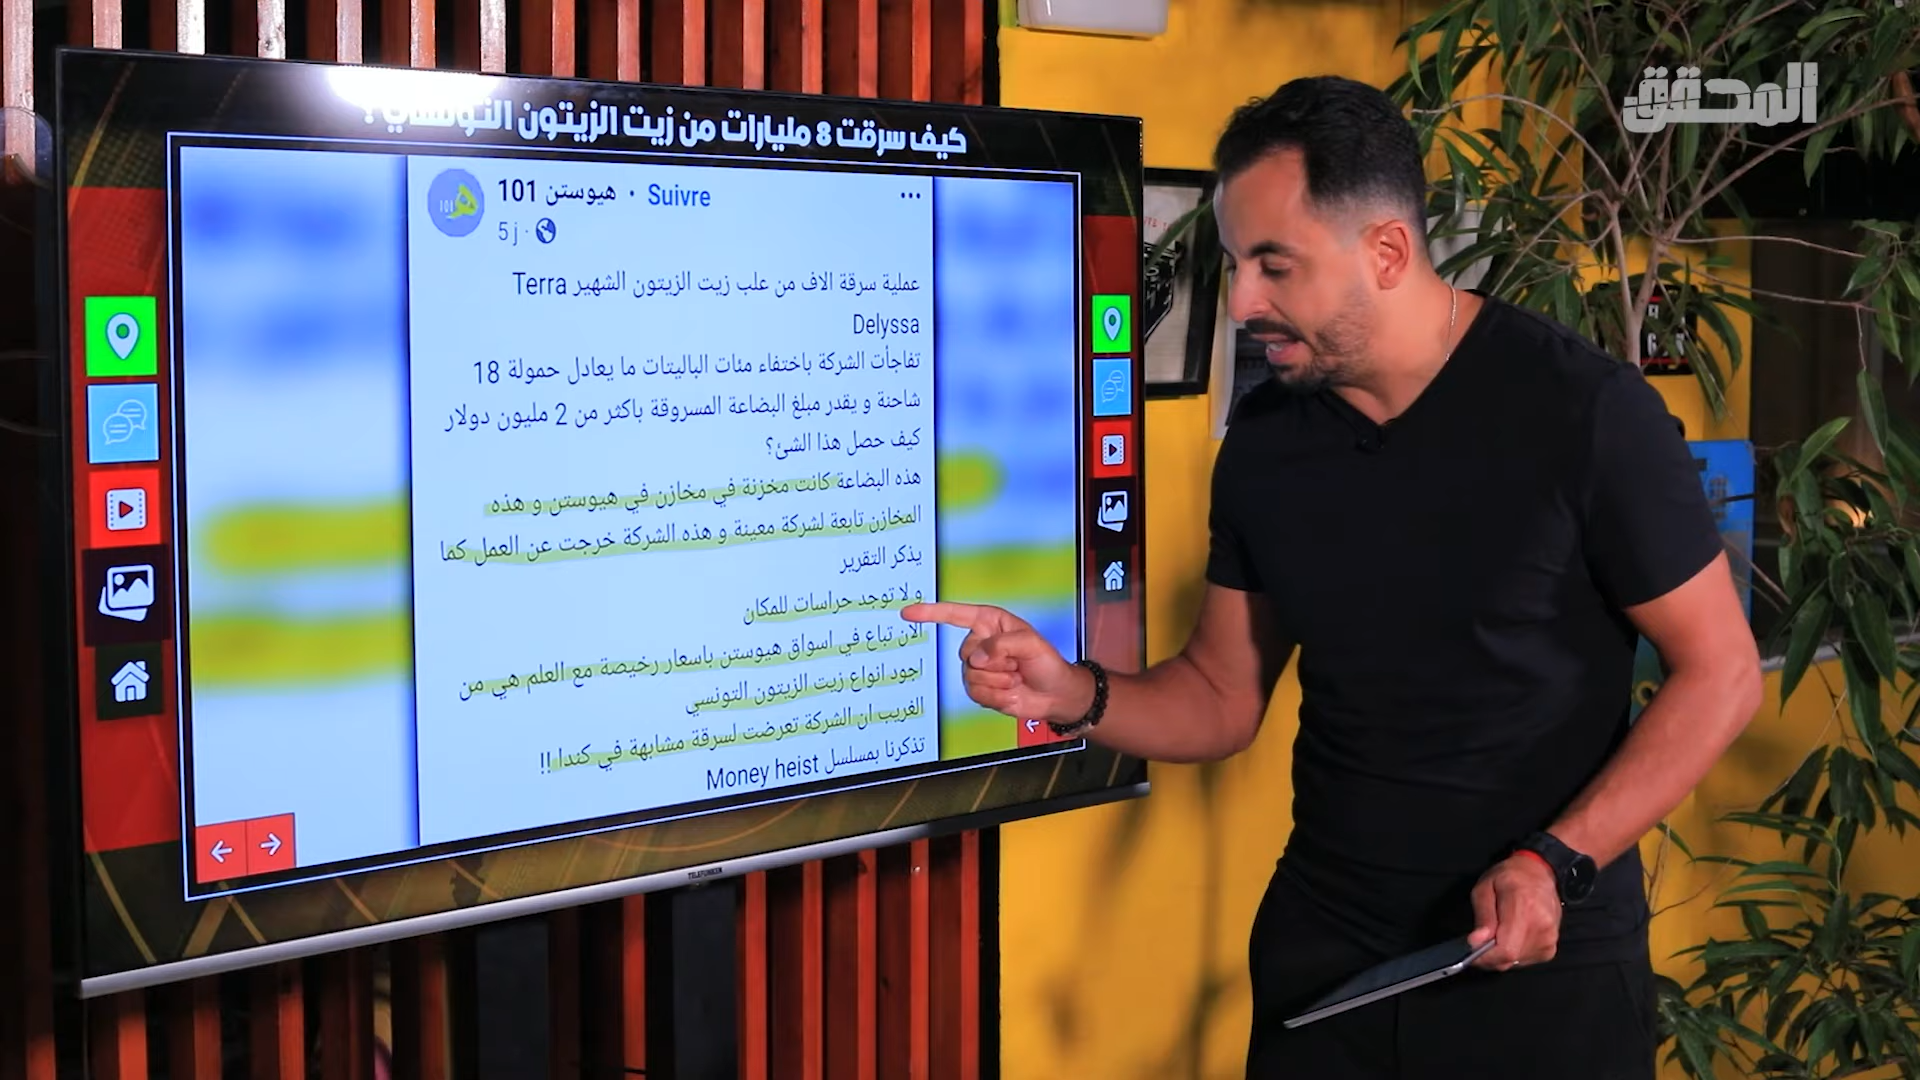 المحقق
كيف سرقت 8 مليارات من زيت الزيتون التونسي ؟
هيوستن 101 • Suivre
5 j
عملية سرقة الاف من علب زيت الزيتون الشهير Terra
Delyssa
تفاجأت الشركة باختفاء مئات الباليتات ما يعادل حمولة 18
شاحنة و يقدر مبلغ البضاعة المسروقة باكثر من 2 مليون دولار
كيف حصل هذا الشئ؟
هذه البضاعة كانت مخزنة في مخازن في هيوستن و هذه
المخازن تابعة لشركة معينة و هذه الشركة خرجت عن العمل كما
يذكر التقرير
و لا توجد حراسات للمكان
الان تباع في اسواق هيوستن باسعار رخيصة مع العلم هي من
اجود انواع زيت الزيتون التونسي
الغريب ان الشركة تعرضت لسرقة مشابهة في كندا !!
تذكرنا بمسلسل Money heist
TELEFUNKEN